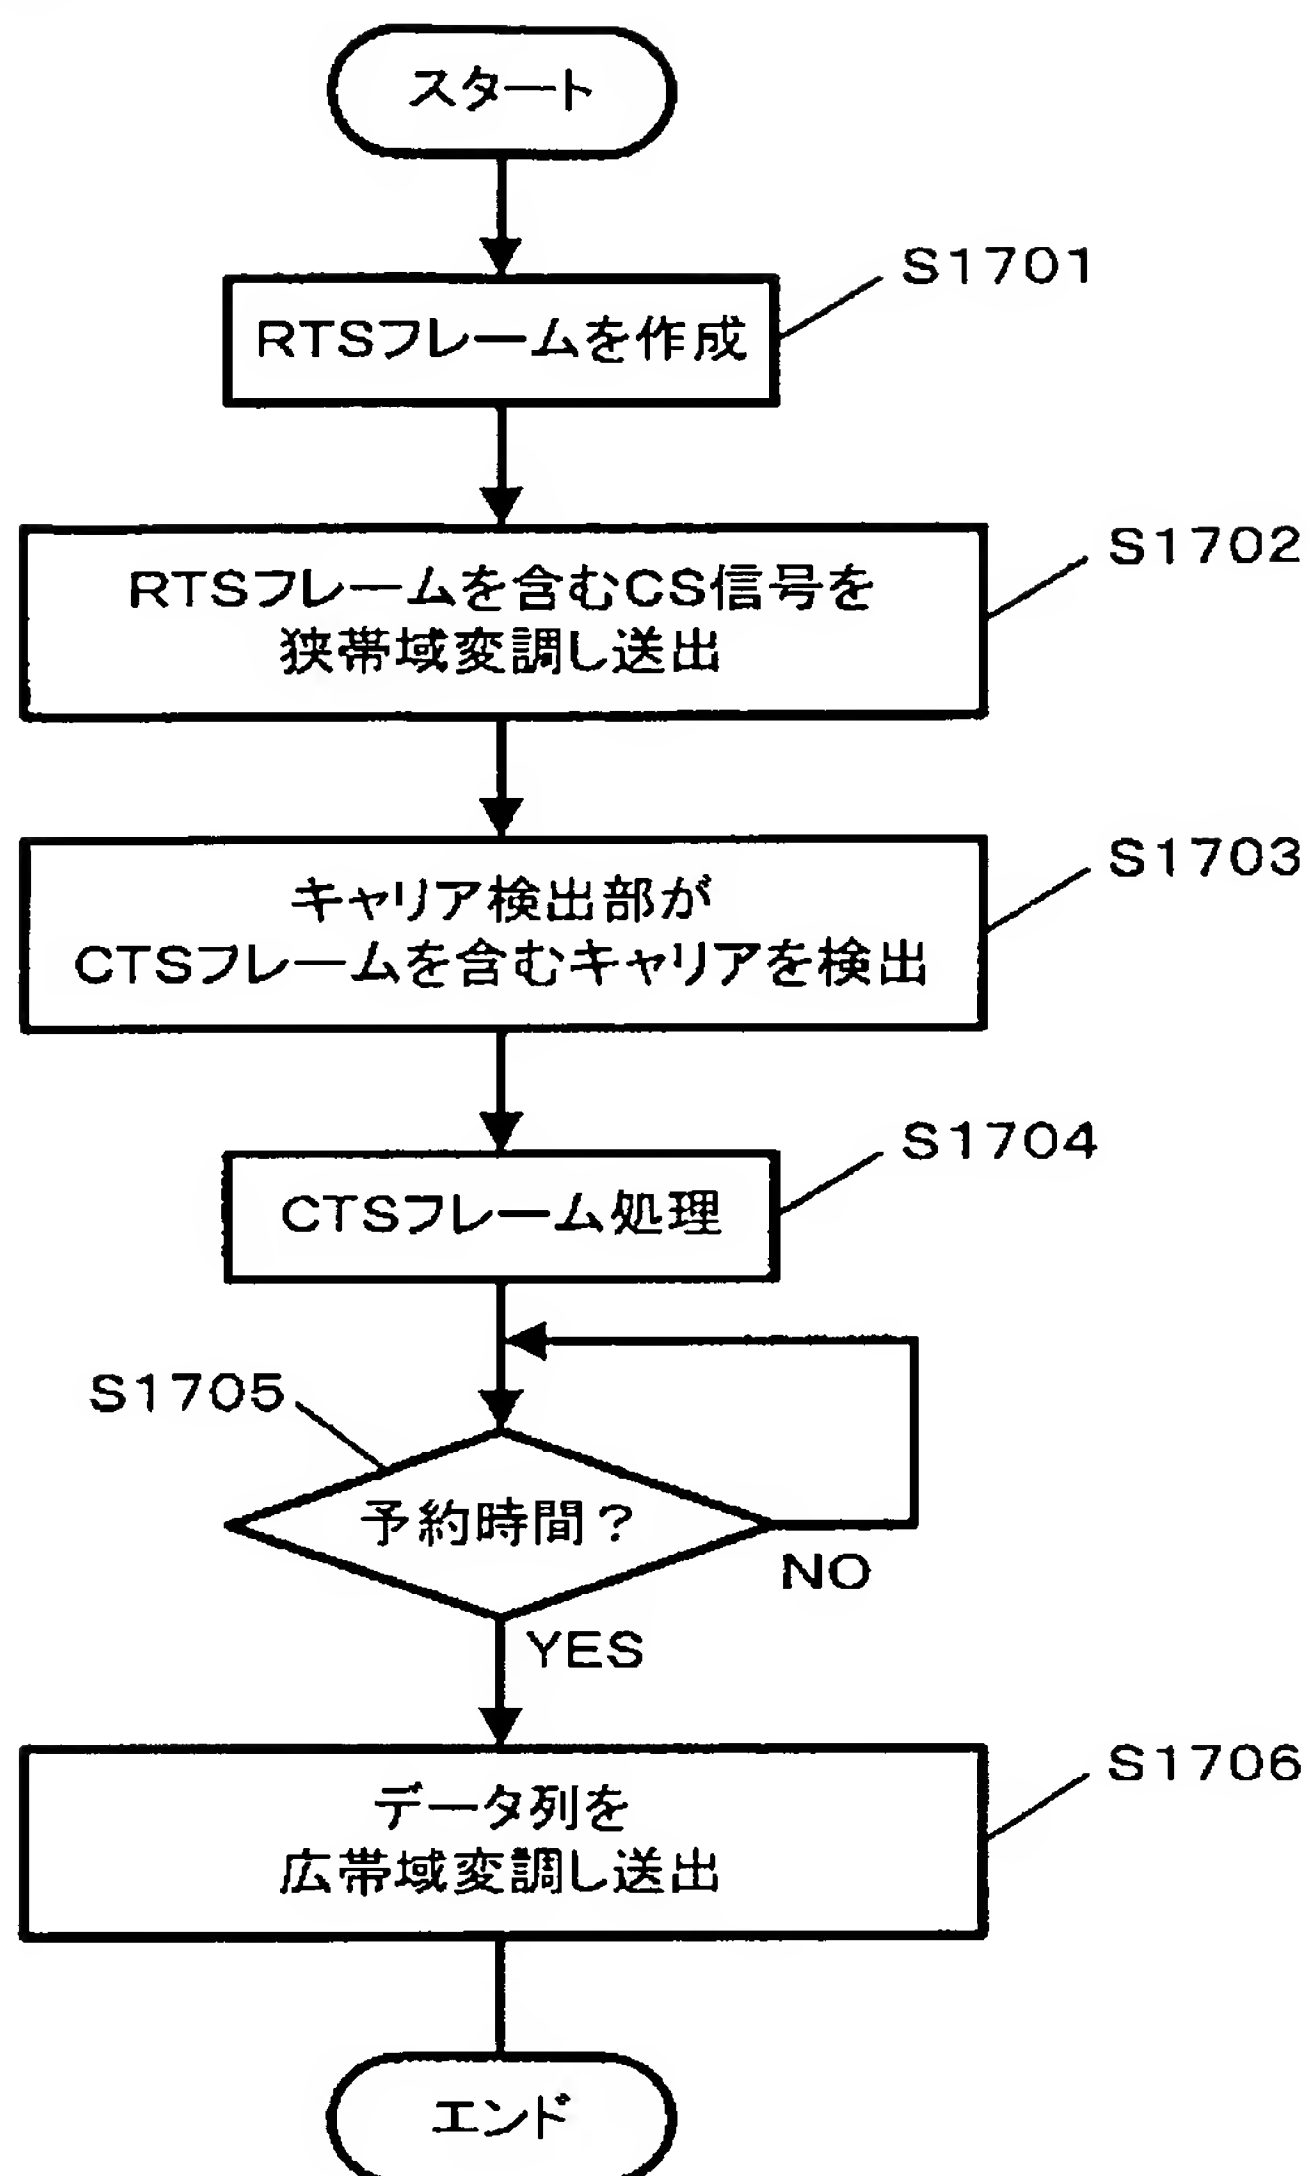 スタート
S1701
RTSフレームを作成
S1702
RTSフレームを含むCS信号を
狭帯域変調し送出
S1703
キャリア検出部が
CTSフレームを含むキャリアを検出
S1704
CTSフレーム処理
S1705
予約時間?
NO
YES
S1706
データ列を
広帯域変調し送出
エンド